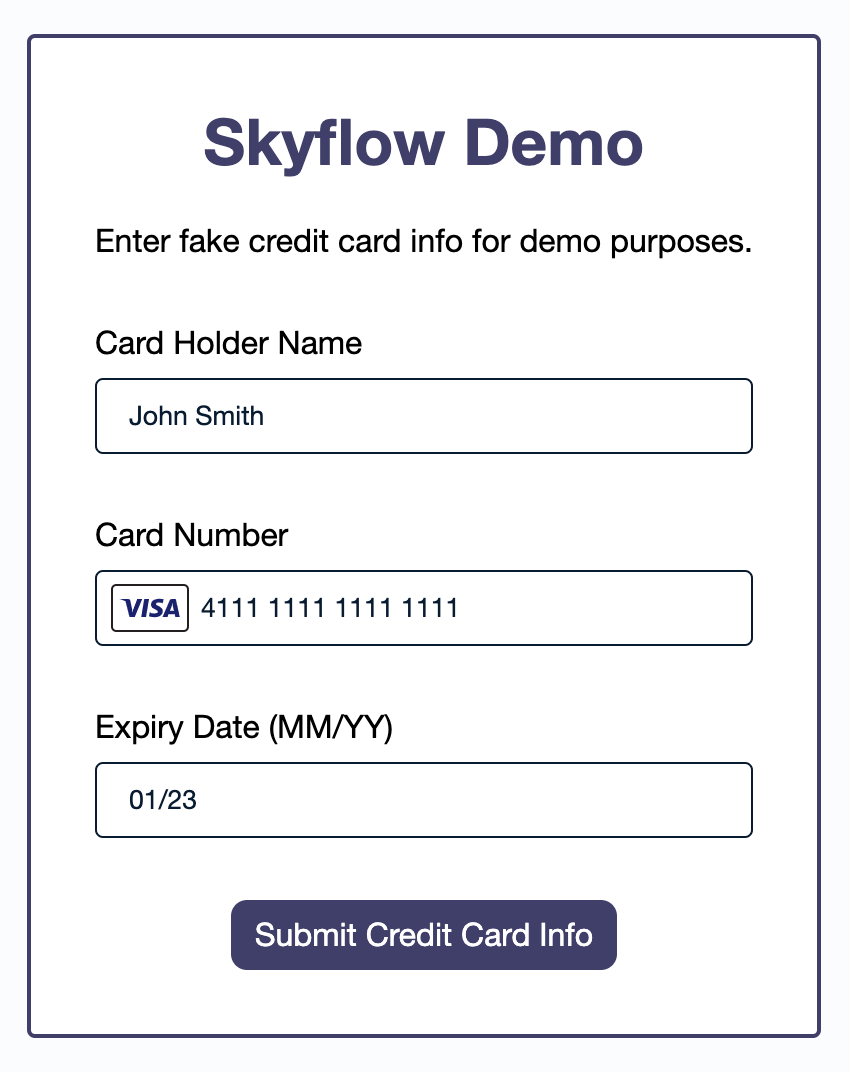 Skyflow Demo
Enter fake credit card info for demo purposes.
Card Holder Name
John Smith
Card Number
VISA 4111 1111 1111 1111
Expiry Date (MM/YY)
01/23
Submit Credit Card Info